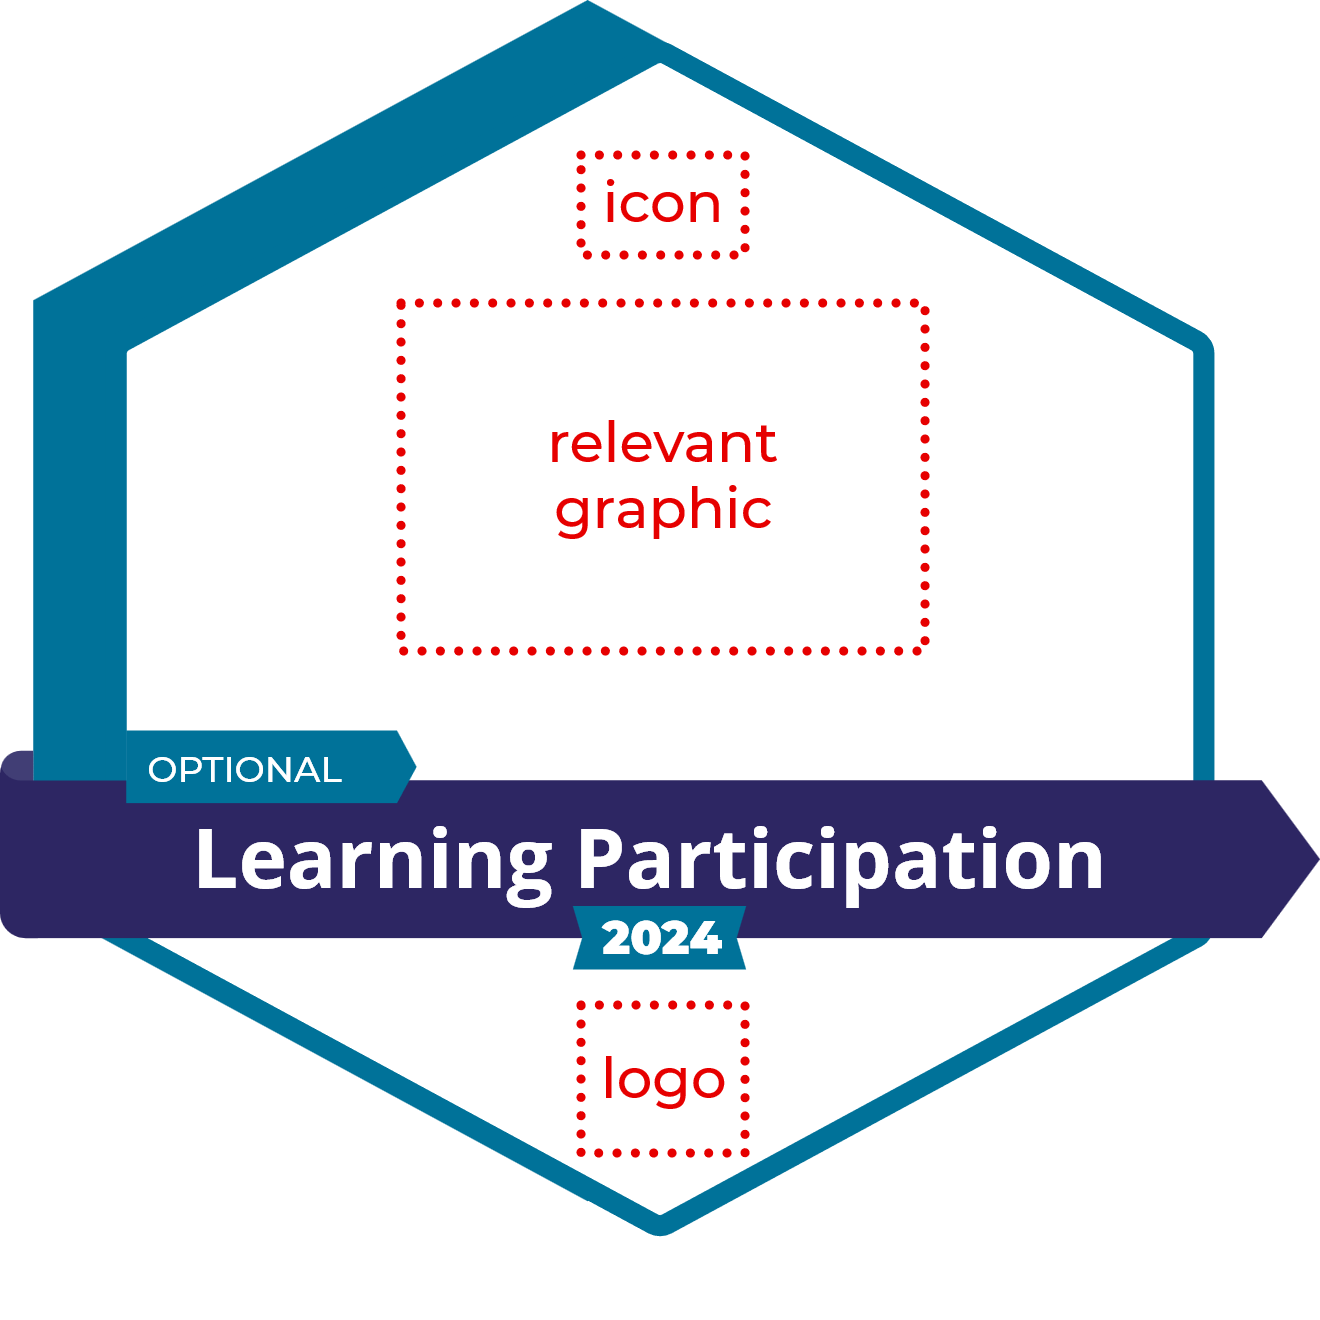 icon
relevant
graphic
OPTIONAL
Learning Participation
2024
logo